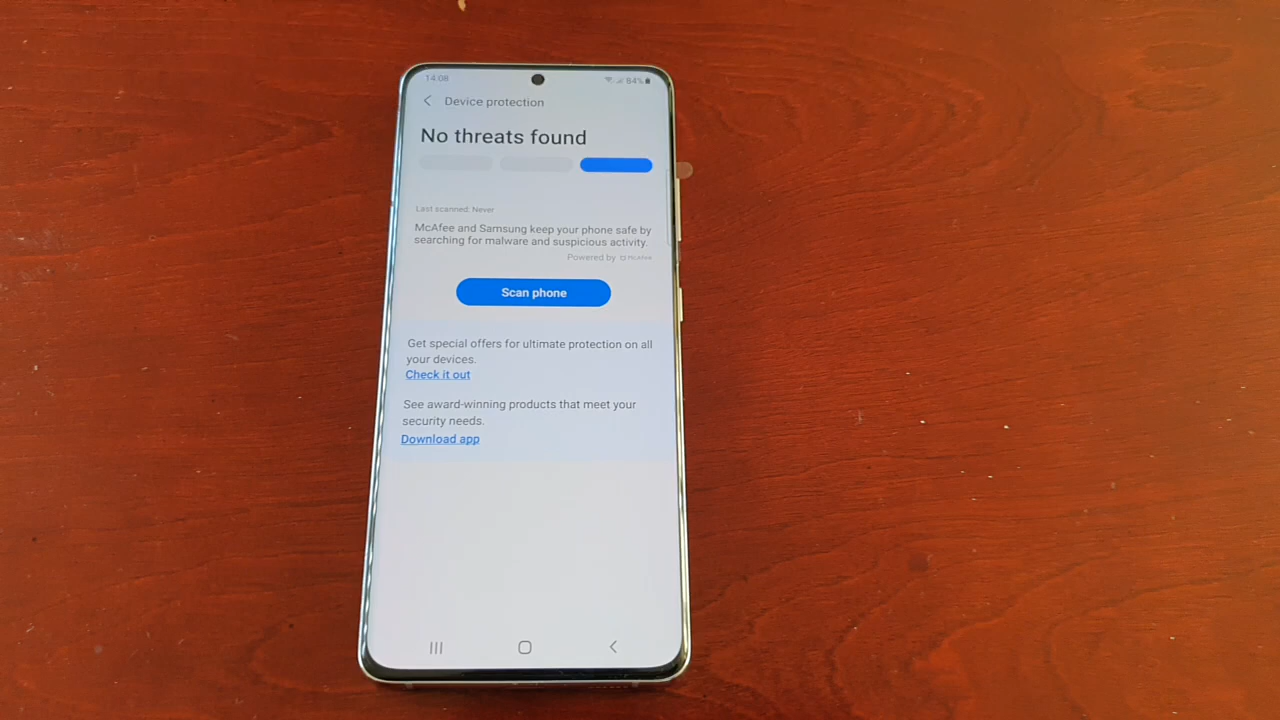 14:08
84%
Device protection
No threats found
Last scanned: Never
McAfee and Samsung keep your phone safe by
searching for malware and suspicious activity.
Powered by McAfee
Scan phone
Get special offers for ultimate protection on all
your devices.
Check it out
See award-winning products that meet your
security needs.
Download app